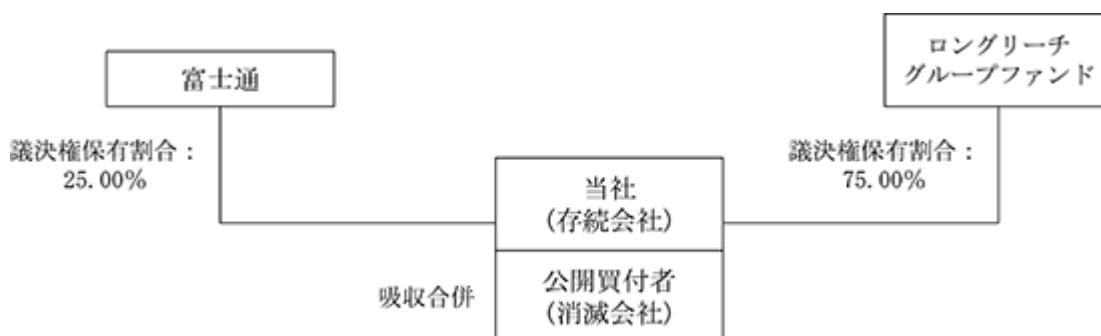 富士通
ロングリーチ
グループファンド
議決権保有割合：
25.00%
議決権保有割合：
75.00%
当社
(存続会社)
吸収合併
公開買付者
(消滅会社)